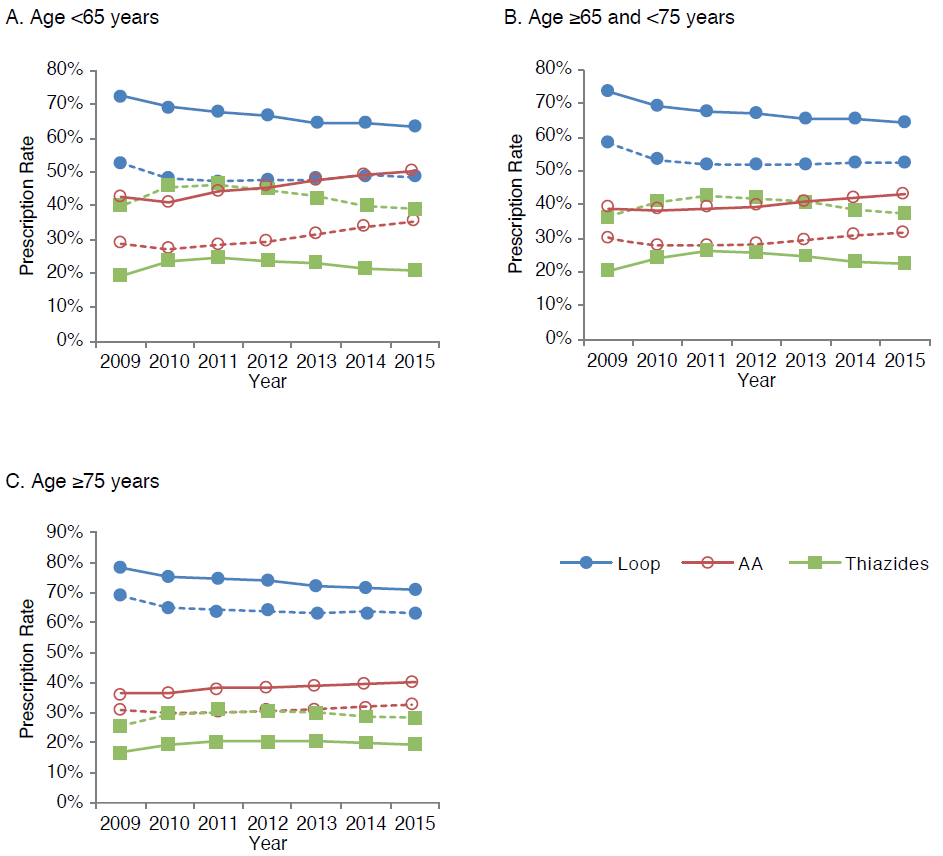 A. Age <65 years
80%
70%
60%
50%
40%
30%
20%
10%
0%
Prescription Rate
2009 2010 2011 2012 2013 2014 2015
Year
B. Age ≥65 and <75 years
80%
70%
60%
50%
40%
30%
20%
10%
0%
Prescription Rate
2009 2010 2011 2012 2013 2014 2015
Year
C. Age ≥75 years
90%
80%
70%
60%
50%
40%
30%
20%
10%
0%
Prescription Rate
2009 2010 2011 2012 2013 2014 2015
Year
Loop AA Thiazides